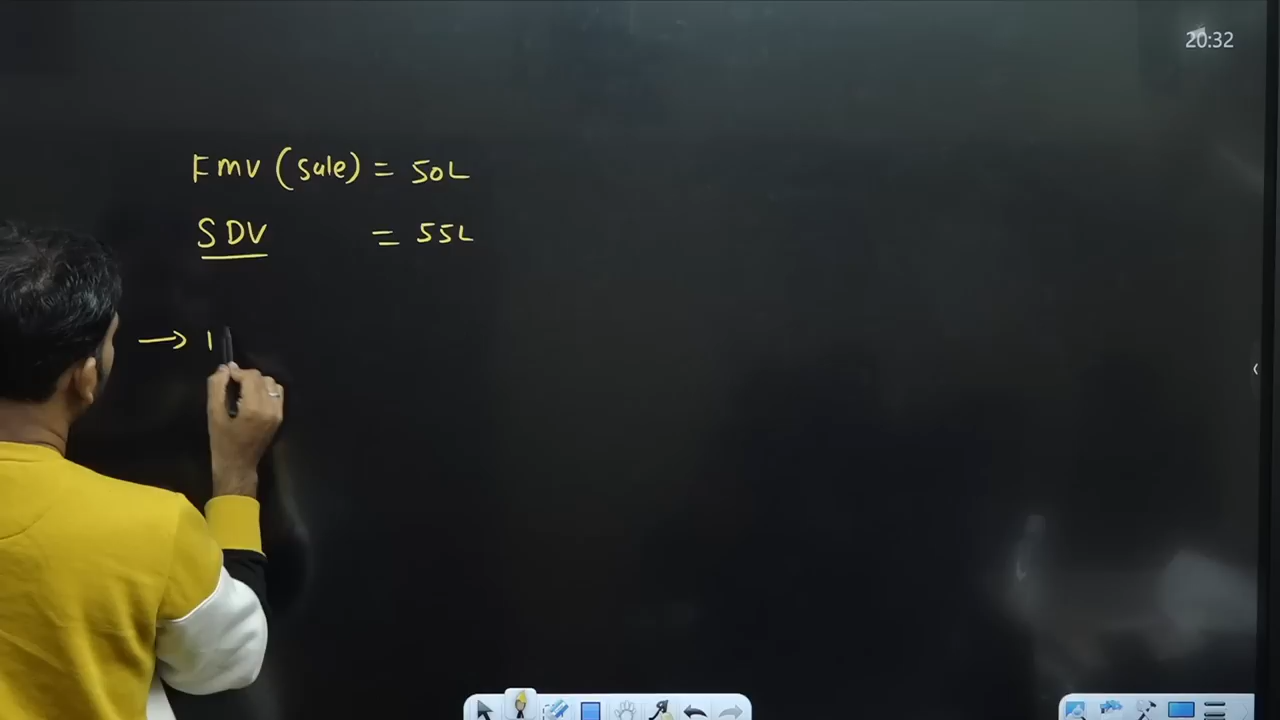 20:32
FMV (sale) = 50L
SDV = 55L
→ 1